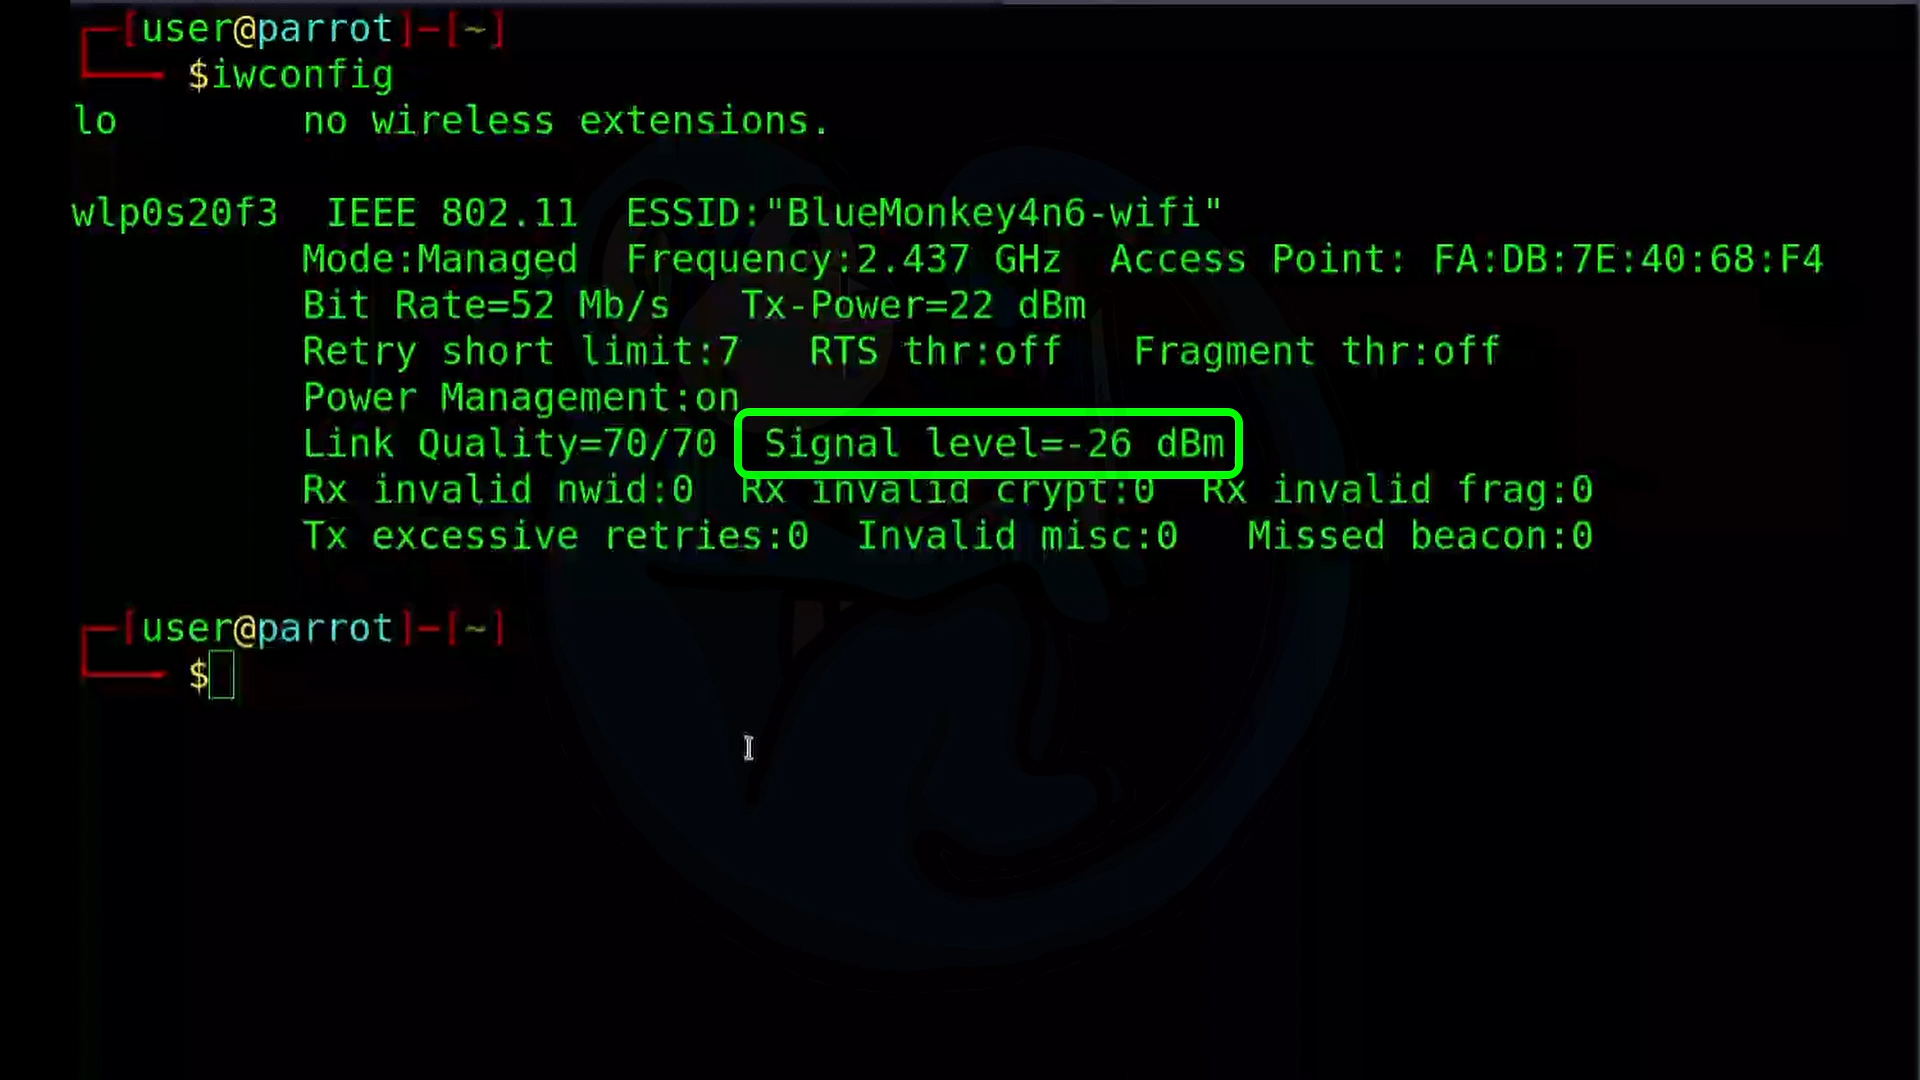 [user@parrot]-[~]
$iwconfig
lo        no wireless extensions.
wlp0s20f3  IEEE 802.11  ESSID:"BlueMonkey4n6-wifi"
Mode:Managed  Frequency:2.437 GHz  Access Point: FA:DB:7E:40:68:F4
Bit Rate=52 Mb/s   Tx-Power=22 dBm
Retry short limit:7   RTS thr:off   Fragment thr:off
Power Management:on
Link Quality=70/70  Signal level=-26 dBm
Rx invalid nwid:0  Rx invalid crypt:0  Rx invalid frag:0
Tx excessive retries:0  Invalid misc:0   Missed beacon:0
[user@parrot]-[~]
$